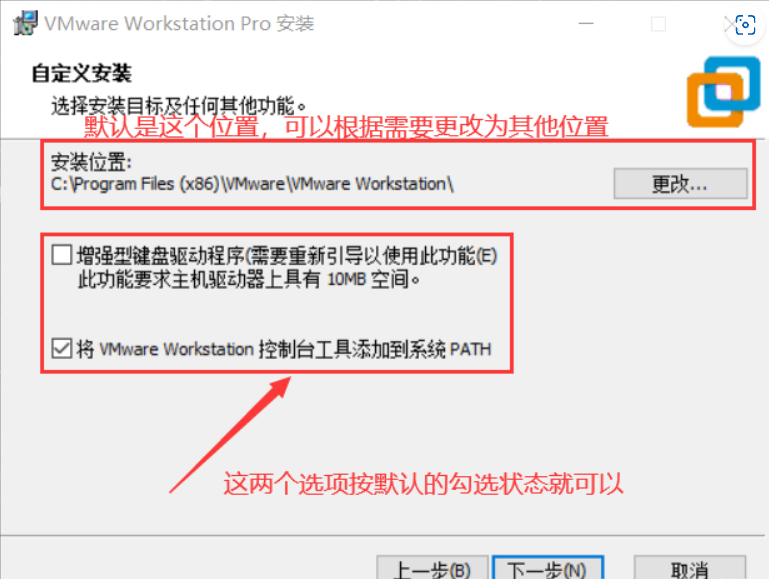 VMware Workstation Pro 安装
自定义安装
选择安装目标及任何其他功能。
默认是这个位置，可以根据需要更改为其他位置
安装位置:
C:\Program Files (x86)\VMware\VMware Workstation\
更改...
增强型键盘驱动程序(需要重新引导以使用此功能(E)
此功能要求主机驱动器上具有 10MB 空间。
将 VMware Workstation 控制台工具添加到系统 PATH
这两个选项按默认的勾选状态就可以
上一步(B)
下一步(N)
取消